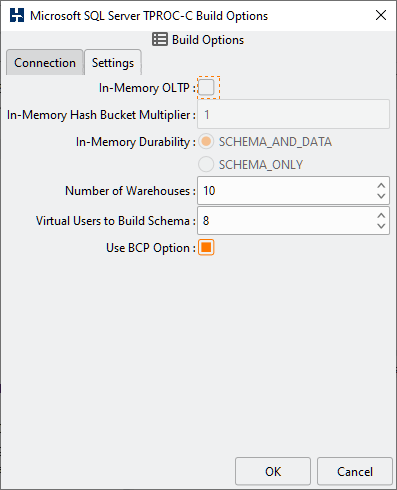 Microsoft SQL Server TPROC-C Build Options
Build Options
Connection Settings
In-Memory OLTP :
In-Memory Hash Bucket Multiplier : 1
In-Memory Durability : SCHEMA_AND_DATA
SCHEMA_ONLY
Number of Warehouses : 10
Virtual Users to Build Schema : 8
Use BCP Option :
OK Cancel